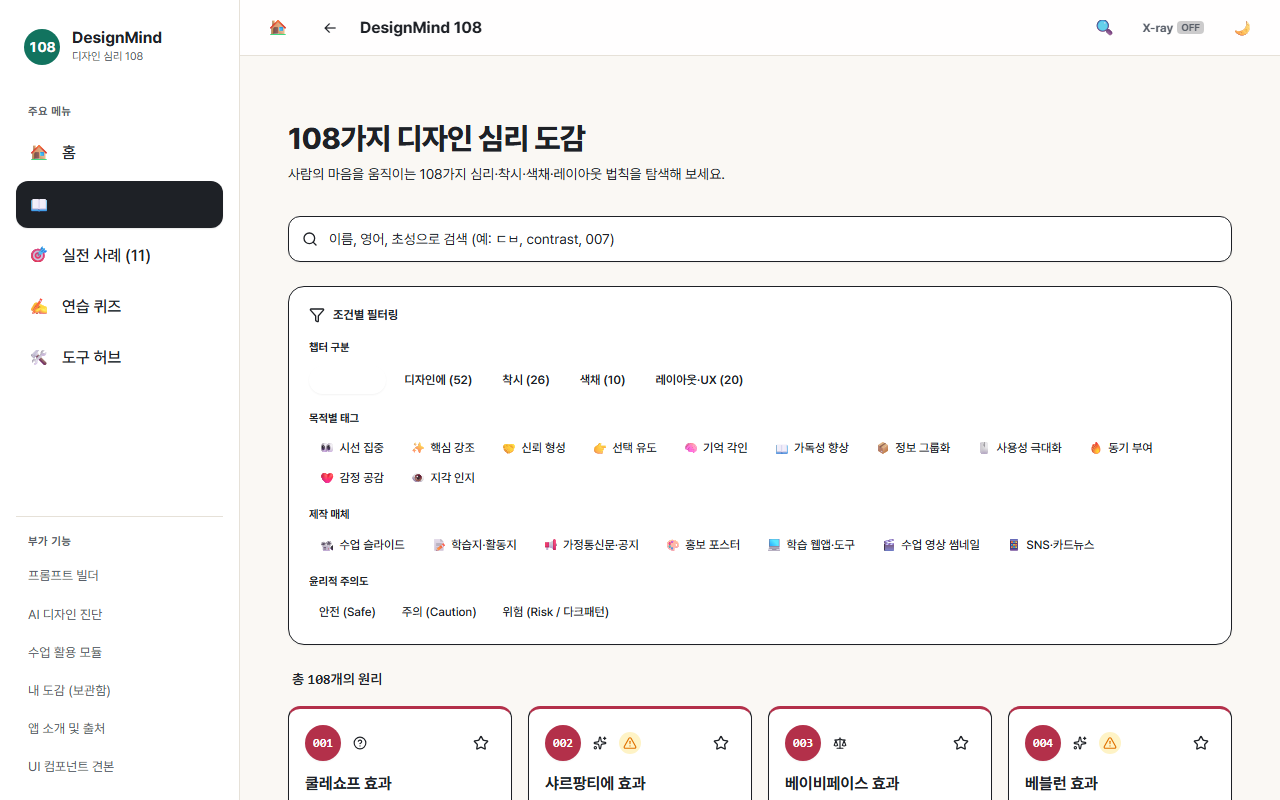 108
DesignMind
디자인 심리 108
주요 메뉴
홈
실전 사례 (11)
연습 퀴즈
도구 허브
부가 기능
프롬프트 빌더
AI 디자인 진단
수업 활용 모듈
내 도감 (보관함)
앱 소개 및 출처
UI 컴포넌트 견본
DesignMind 108
X-ray OFF
108가지 디자인 심리 도감
사람의 마음을 움직이는 108가지 심리·착시·색채·레이아웃 법칙을 탐색해 보세요.
이름, 영어, 초성으로 검색 (예: ㄷㅂ, contrast, 007)
조건별 필터링
챕터 구분
디자인에 (52) 착시 (26) 색채 (10) 레이아웃·UX (20)
목적별 태그
시선 집중 핵심 강조 신뢰 형성 선택 유도 기억 각인 가독성 향상 정보 그룹화 사용성 극대화 동기 부여
감정 공감 지각 인지
제작 매체
수업 슬라이드 학습지·활동지 가정통신문·공지 홍보 포스터 학습 웹앱·도구 수업 영상 썸네일 SNS·카드뉴스
윤리적 주의도
안전 (Safe) 주의 (Caution) 위험 (Risk / 다크패턴)
총 108개의 원리
001
쿨레쇼프 효과
002
샤르팡티에 효과
003
베이비페이스 효과
004
베블런 효과